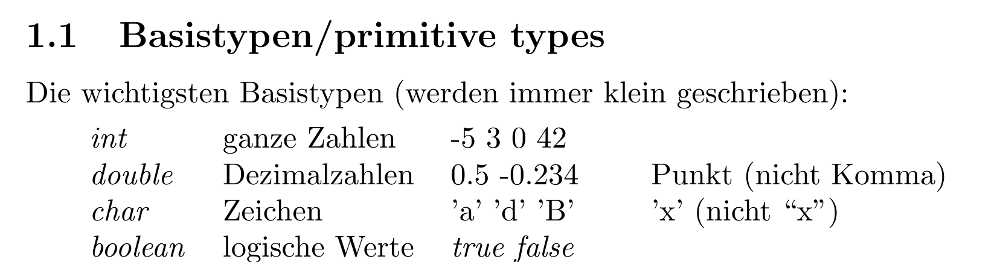 1.1 Basistypen/primitive types
Die wichtigsten Basistypen (werden immer klein geschrieben):
int ganze Zahlen -5 3 0 42
double Dezimalzahlen 0.5 -0.234 Punkt (nicht Komma)
char Zeichen ’a’ ’d’ ’B’ ’x’ (nicht “x”)
boolean logische Werte true false